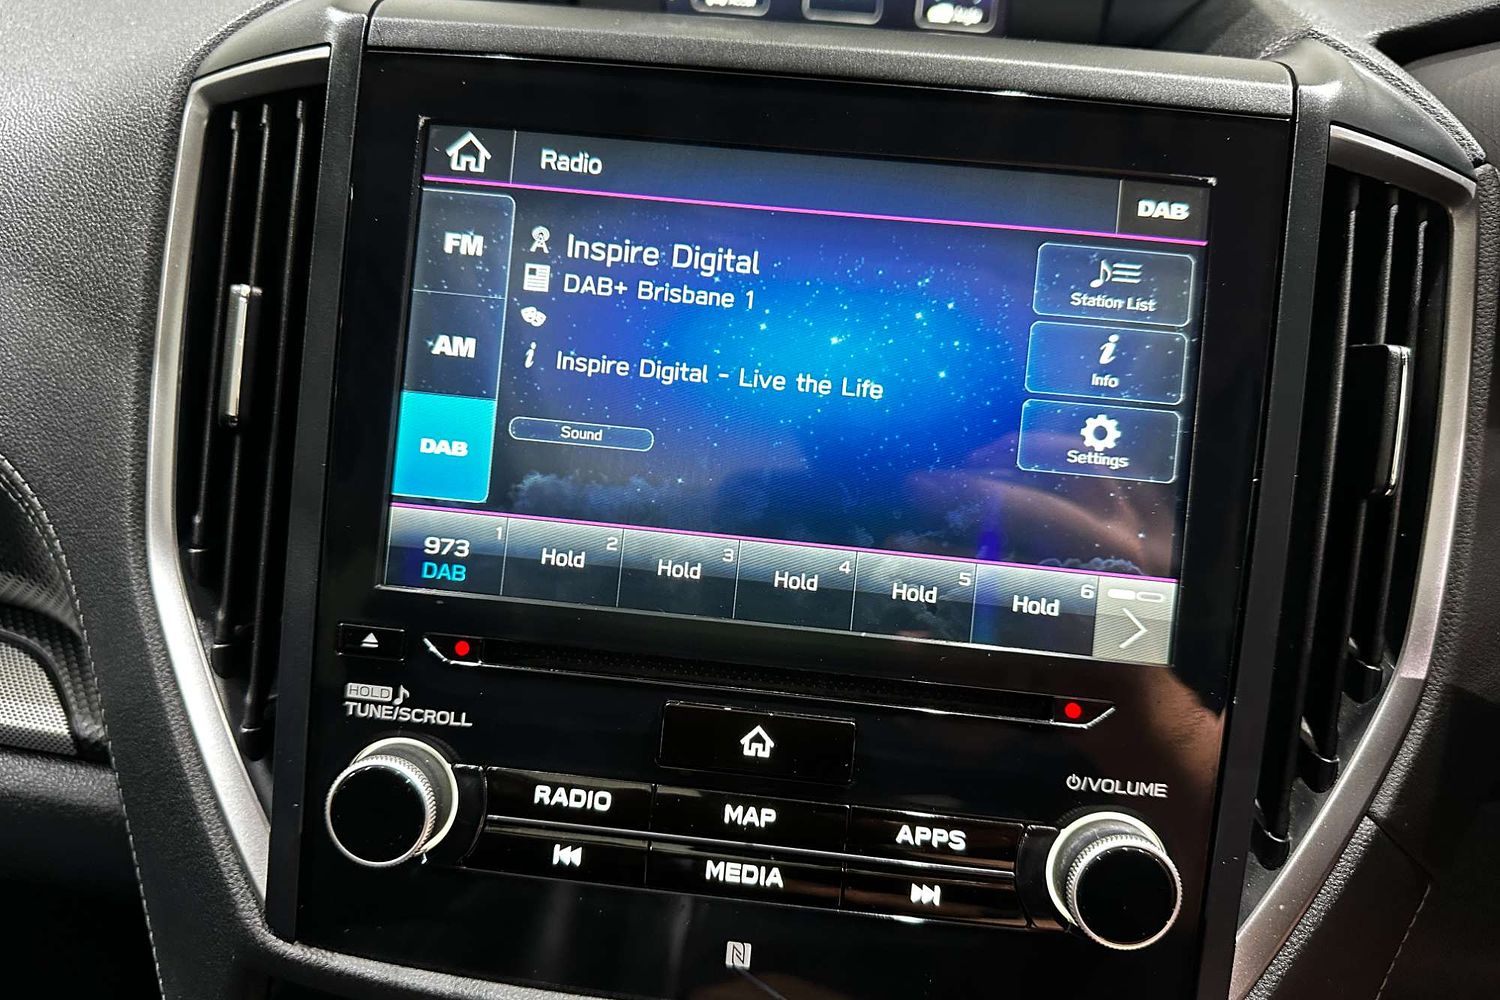 Radio
DAB
FM
AM
DAB
Inspire Digital
DAB+ Brisbane 1
i Inspire Digital - Live the Life
Sound
Station List
i
Info
Settings
973 1
DAB
Hold 2
Hold 3
Hold 4
Hold 5
Hold 6
HOLD
TUNE/SCROLL
/VOLUME
RADIO
MAP
APPS
MEDIA
N